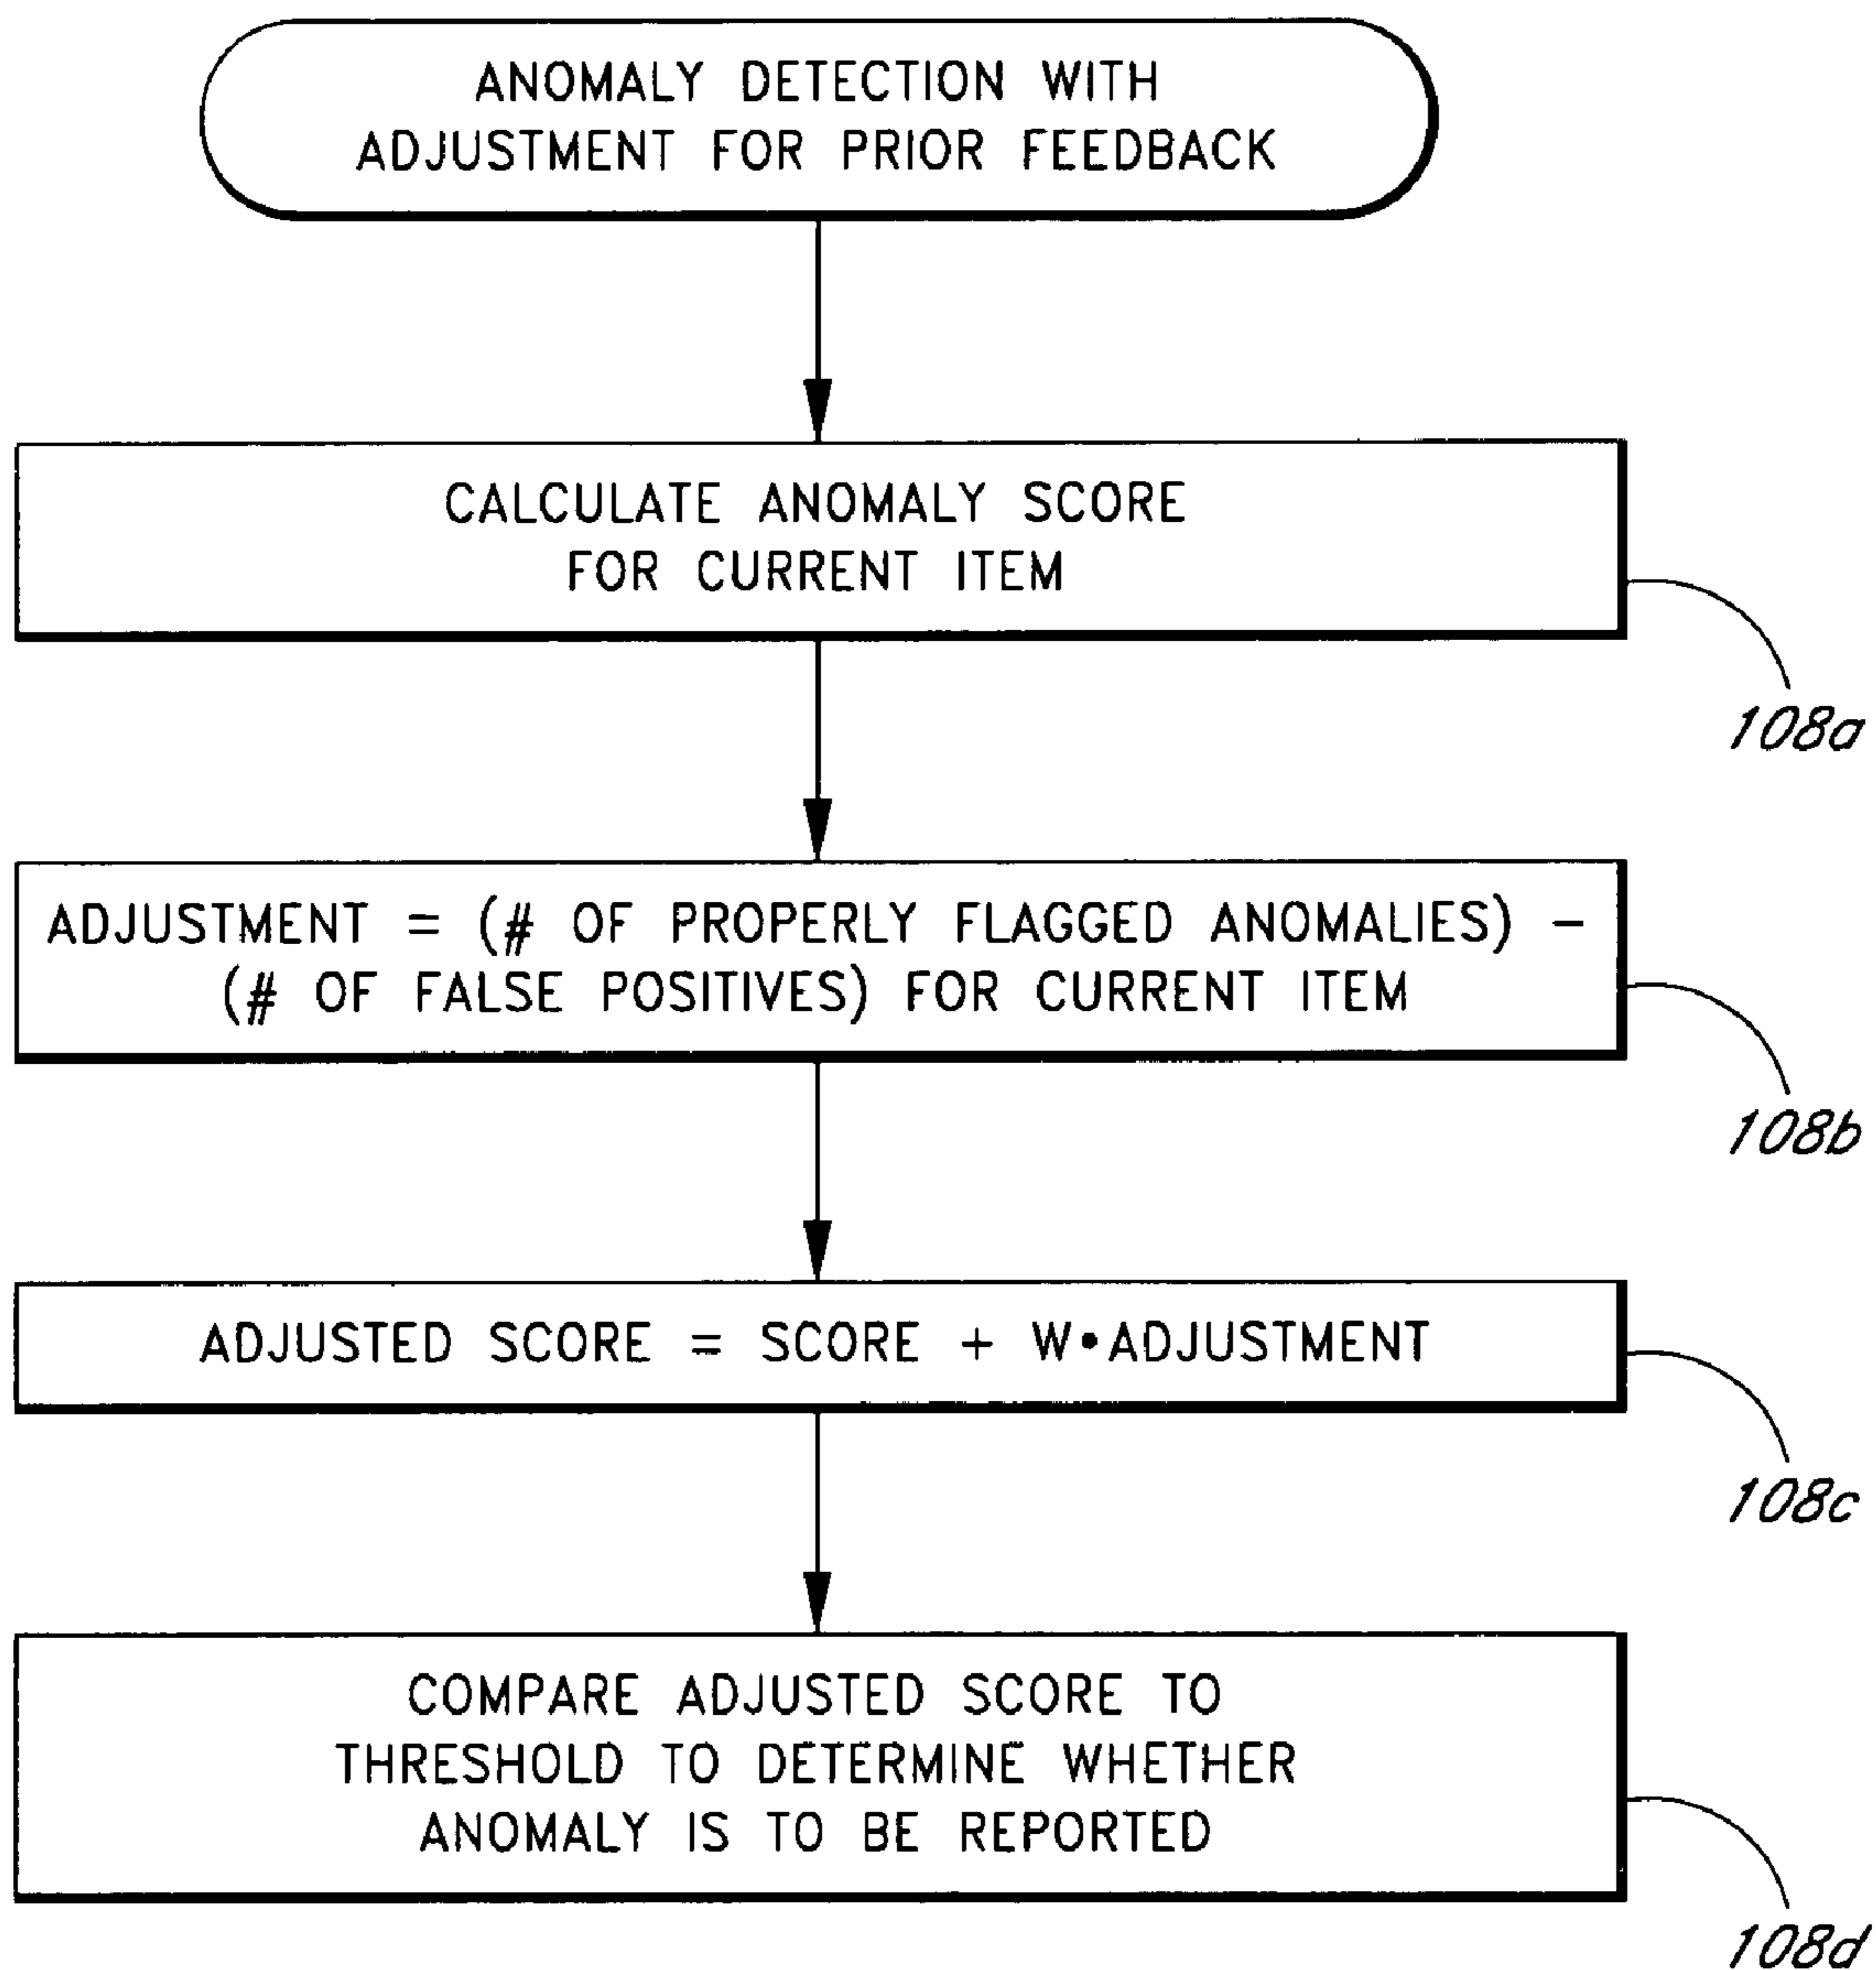 ANOMALY DETECTION WITH
ADJUSTMENT FOR PRIOR FEEDBACK
CALCULATE ANOMALY SCORE
FOR CURRENT ITEM
108a
ADJUSTMENT = (# OF PROPERLY FLAGGED ANOMALIES) –
(# OF FALSE POSITIVES) FOR CURRENT ITEM
108b
ADJUSTED SCORE = SCORE + W•ADJUSTMENT
108c
COMPARE ADJUSTED SCORE TO
THRESHOLD TO DETERMINE WHETHER
ANOMALY IS TO BE REPORTED
108d